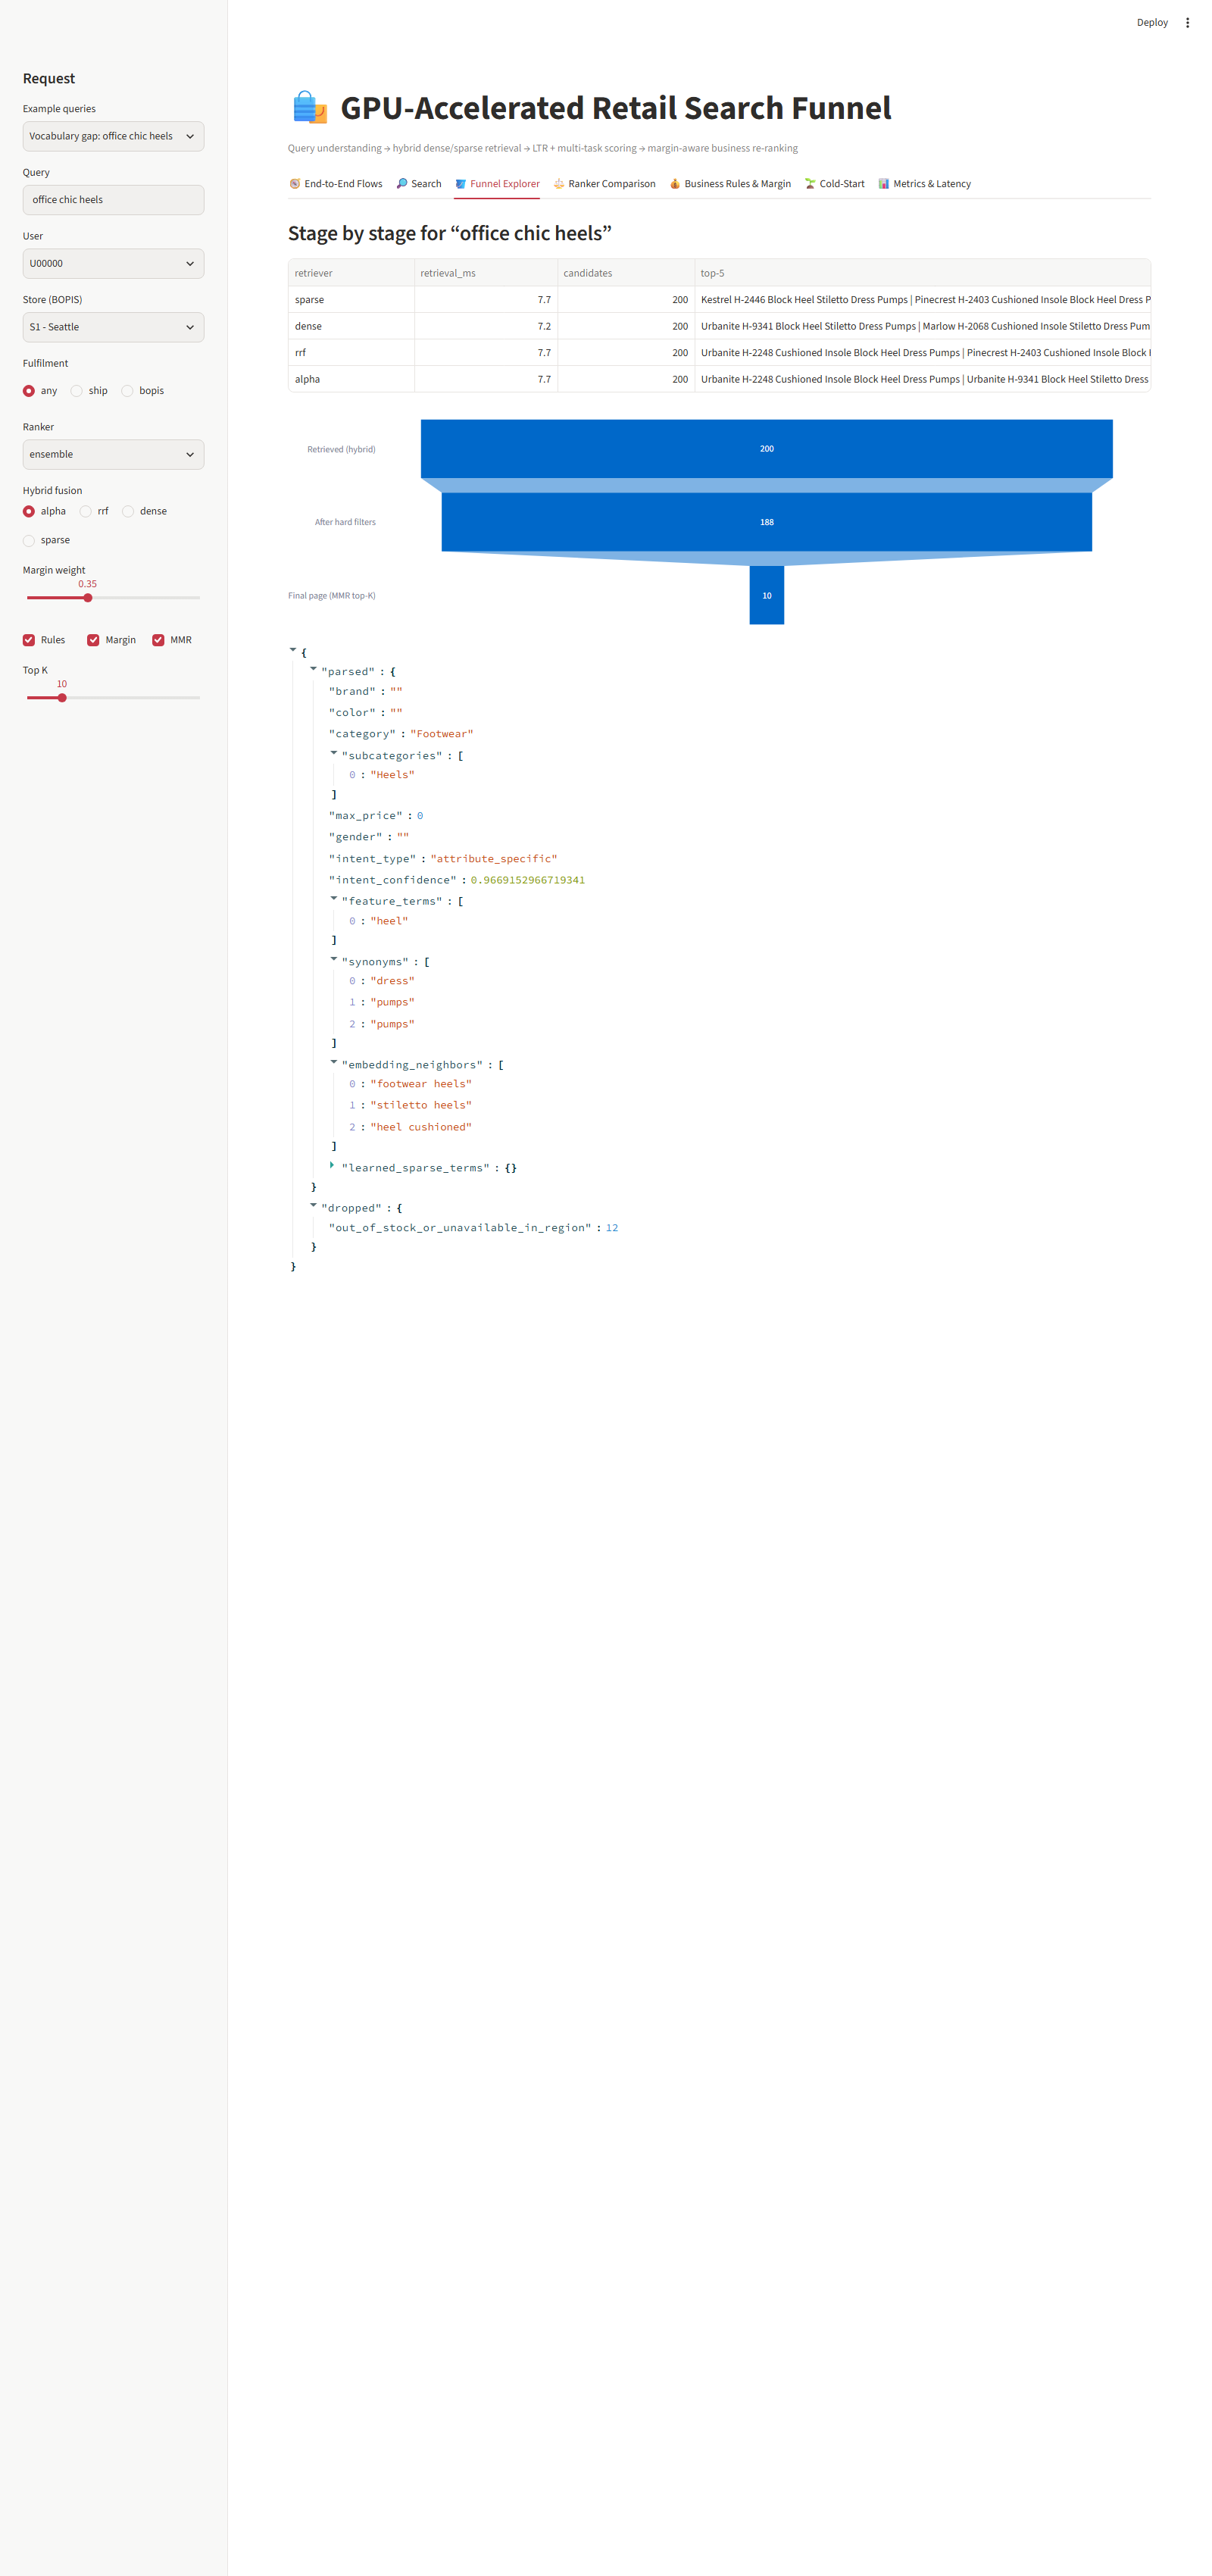 Deploy
Request
Example queries
Vocabulary gap: office chic heels
Query
office chic heels
User
U00000
Store (BOPIS)
S1 - Seattle
Fulfilment
any ship bopis
Ranker
ensemble
Hybrid fusion
alpha rrf dense
sparse
Margin weight
0.35
Rules Margin MMR
Top K
10
GPU-Accelerated Retail Search Funnel
Query understanding → hybrid dense/sparse retrieval → LTR + multi-task scoring → margin-aware business re-ranking
End-to-End Flows Search Funnel Explorer Ranker Comparison Business Rules & Margin Cold-Start Metrics & Latency
Stage by stage for “office chic heels”
retriever retrieval_ms candidates top-5
sparse 7.7 200 Kestrel H-2446 Block Heel Stiletto Dress Pumps | Pinecrest H-2403 Cushioned Insole Block Heel Dress P
dense 7.2 200 Urbanite H-9341 Block Heel Stiletto Dress Pumps | Marlow H-2068 Cushioned Insole Stiletto Dress Pum
rrf 7.7 200 Urbanite H-2248 Cushioned Insole Block Heel Dress Pumps | Pinecrest H-2403 Cushioned Insole Block
alpha 7.7 200 Urbanite H-2248 Cushioned Insole Block Heel Dress Pumps | Urbanite H-9341 Block Heel Stiletto Dress
Retrieved (hybrid) 200
After hard filters 188
Final page (MMR top-K) 10
{
"parsed" : {
"brand" : ""
"color" : ""
"category" : "Footwear"
"subcategories" : [
0 : "Heels"
]
"max_price" : 0
"gender" : ""
"intent_type" : "attribute_specific"
"intent_confidence" : 0.9669152966719341
"feature_terms" : [
0 : "heel"
]
"synonyms" : [
0 : "dress"
1 : "pumps"
2 : "pumps"
]
"embedding_neighbors" : [
0 : "footwear heels"
1 : "stiletto heels"
2 : "heel cushioned"
]
"learned_sparse_terms" : {}
}
"dropped" : {
"out_of_stock_or_unavailable_in_region" : 12
}
}